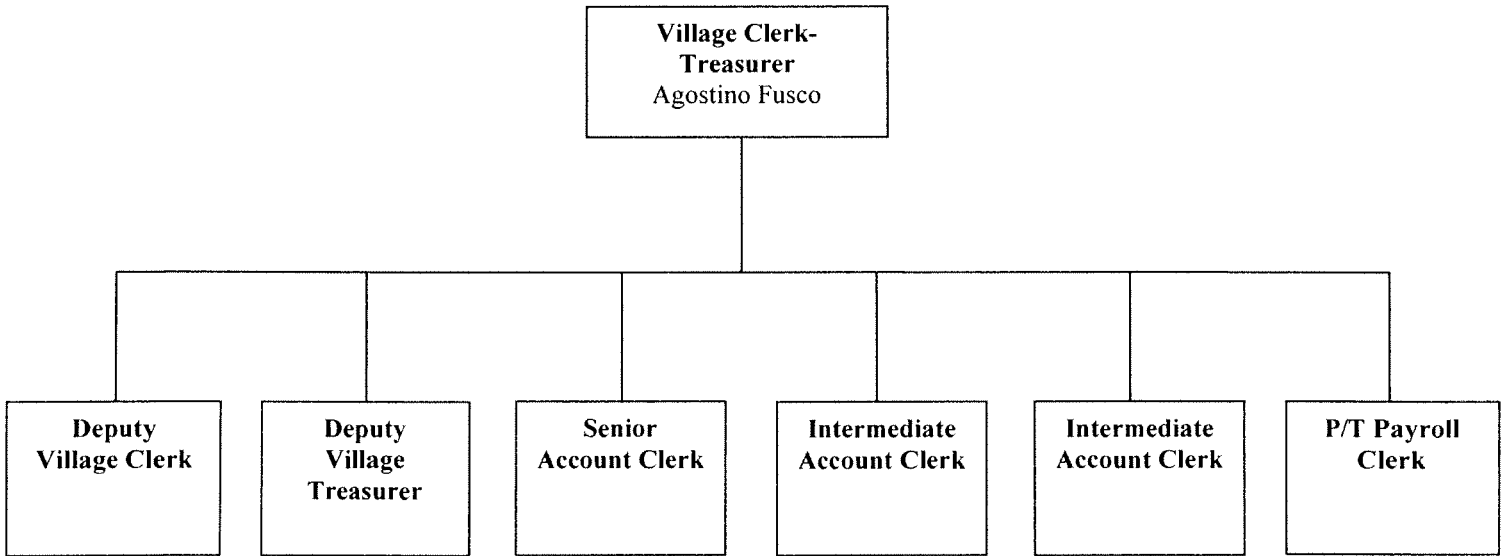 Village Clerk-
Treasurer
Agostino Fusco
Deputy
Village Clerk
Deputy
Village
Treasurer
Senior
Account Clerk
Intermediate
Account Clerk
Intermediate
Account Clerk
P/T Payroll
Clerk